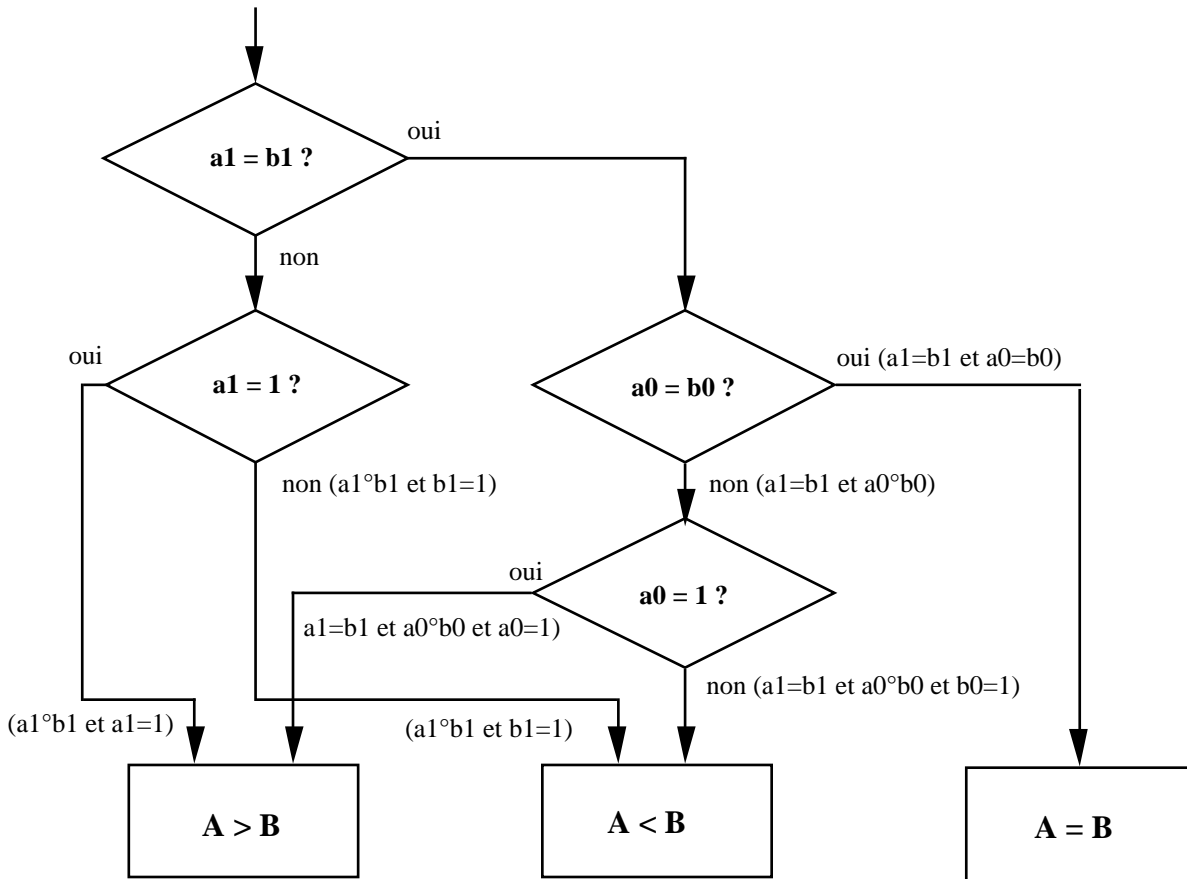 oui
a1 = b1 ?
non
oui
a1 = 1 ?
a0 = b0 ?
oui (a1=b1 et a0=b0)
non (a1°b1 et b1=1)
non (a1=b1 et a0°b0)
oui
a0 = 1 ?
a1=b1 et a0°b0 et a0=1)
non (a1=b1 et a0°b0 et b0=1)
(a1°b1 et a1=1)
(a1°b1 et b1=1)
A > B
A < B
A = B